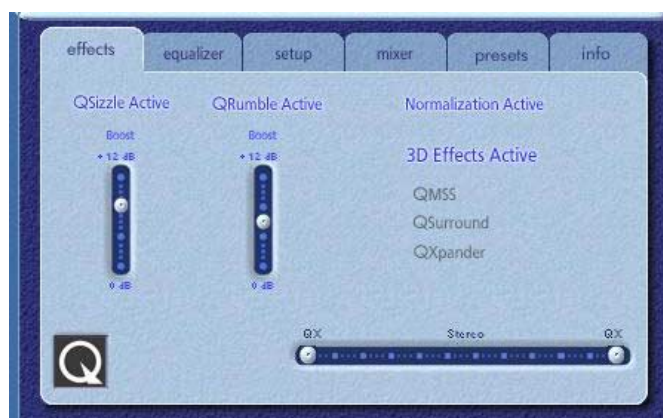 effects equalizer setup mixer presets info
QSizzle Active QRumble Active Normalization Active
Boost Boost
+ 12 dB + 12 dB
3D Effects Active
QMSS
QSurround
QXpander
0 dB 0 dB
QX Stereo QX
Q